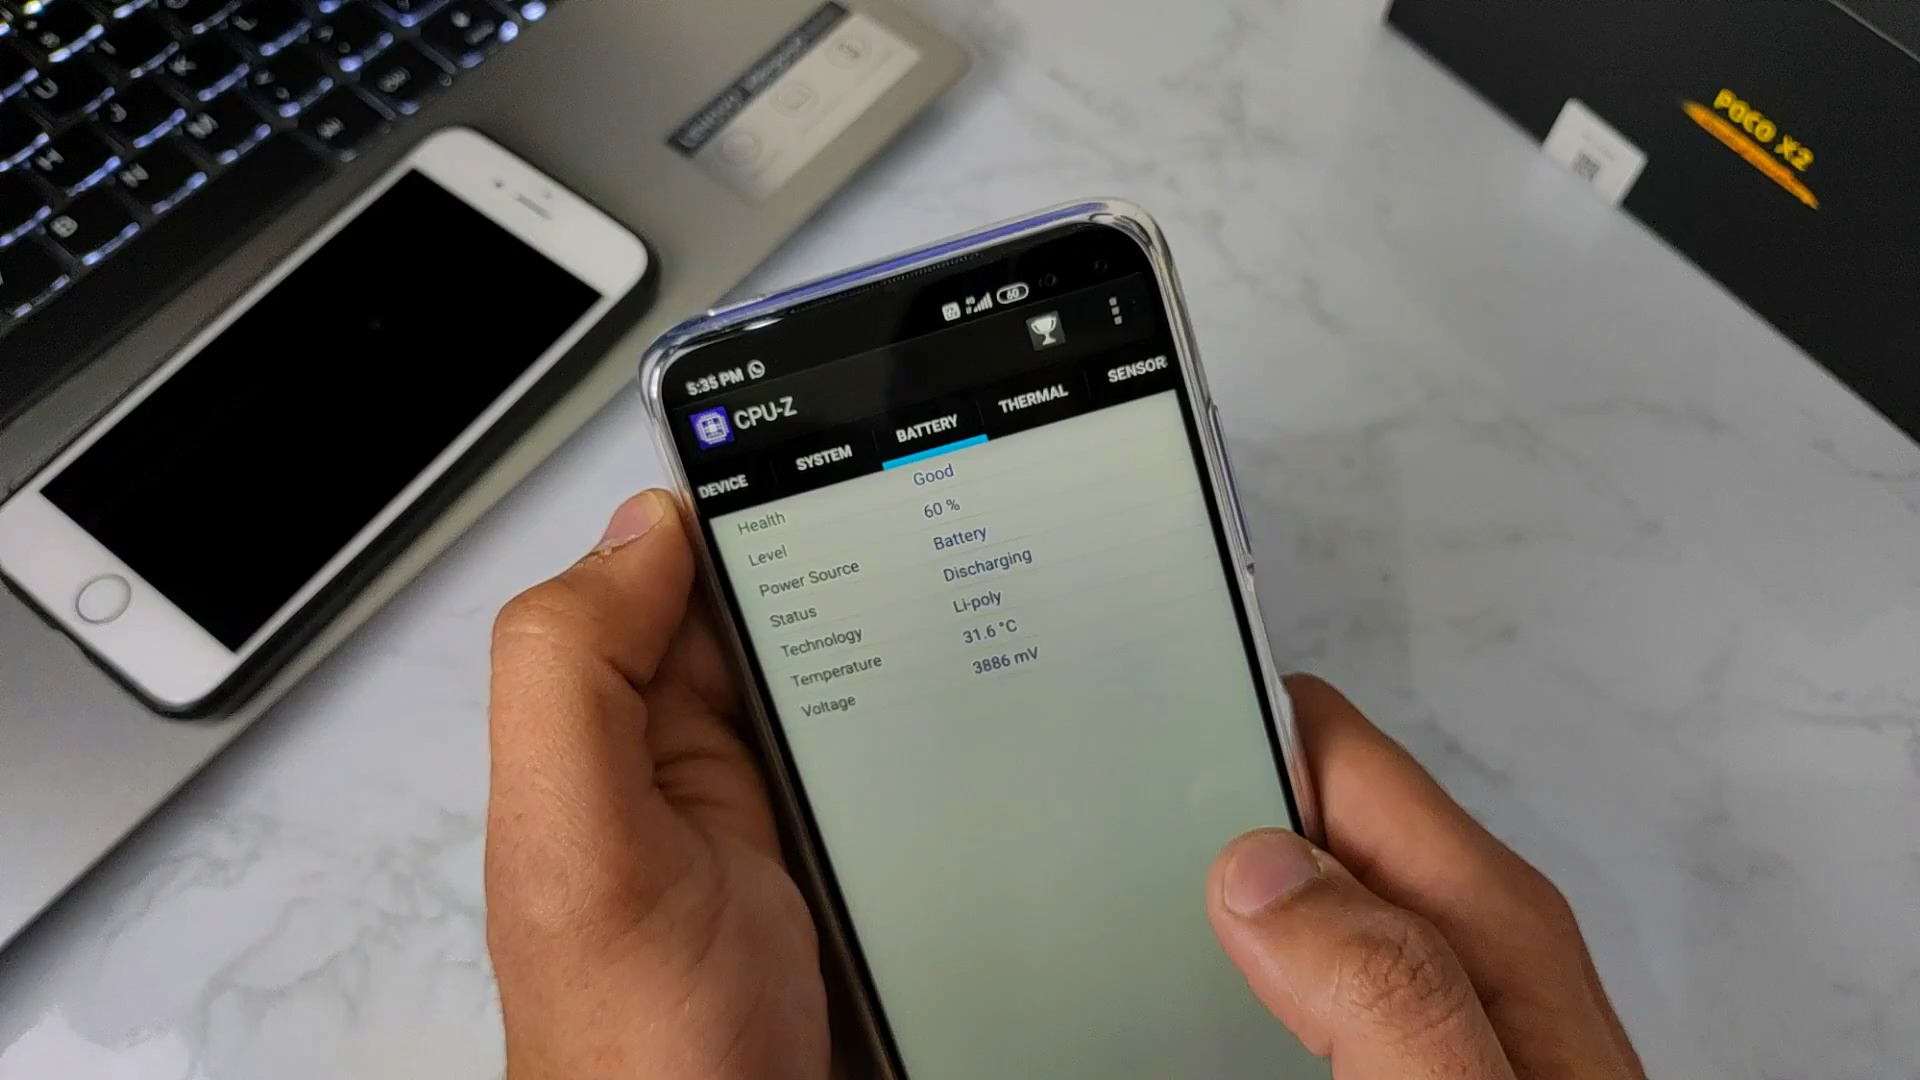 POCO X2
60
5:35 PM
CPU-Z
DEVICE SYSTEM BATTERY THERMAL SENSOR
Health Good
Level 60 %
Power Source Battery
Status Discharging
Technology Li-poly
Temperature 31.6 °C
Voltage 3886 mV